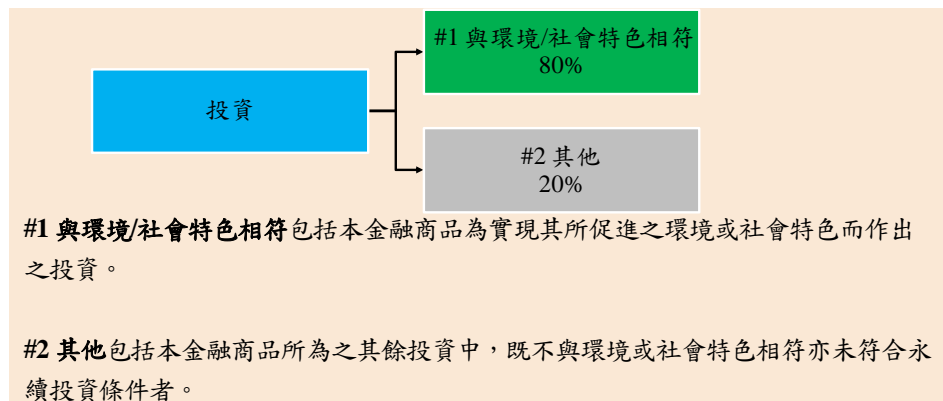 #1 與環境/社會特色相符
80%
投資
#2 其他
20%
#1 與環境/社會特色相符包括本金融商品為實現其所促進之環境或社會特色而作出
之投資。
#2 其他包括本金融商品所為之其餘投資中，既不與環境或社會特色相符亦未符合永
續投資條件者。